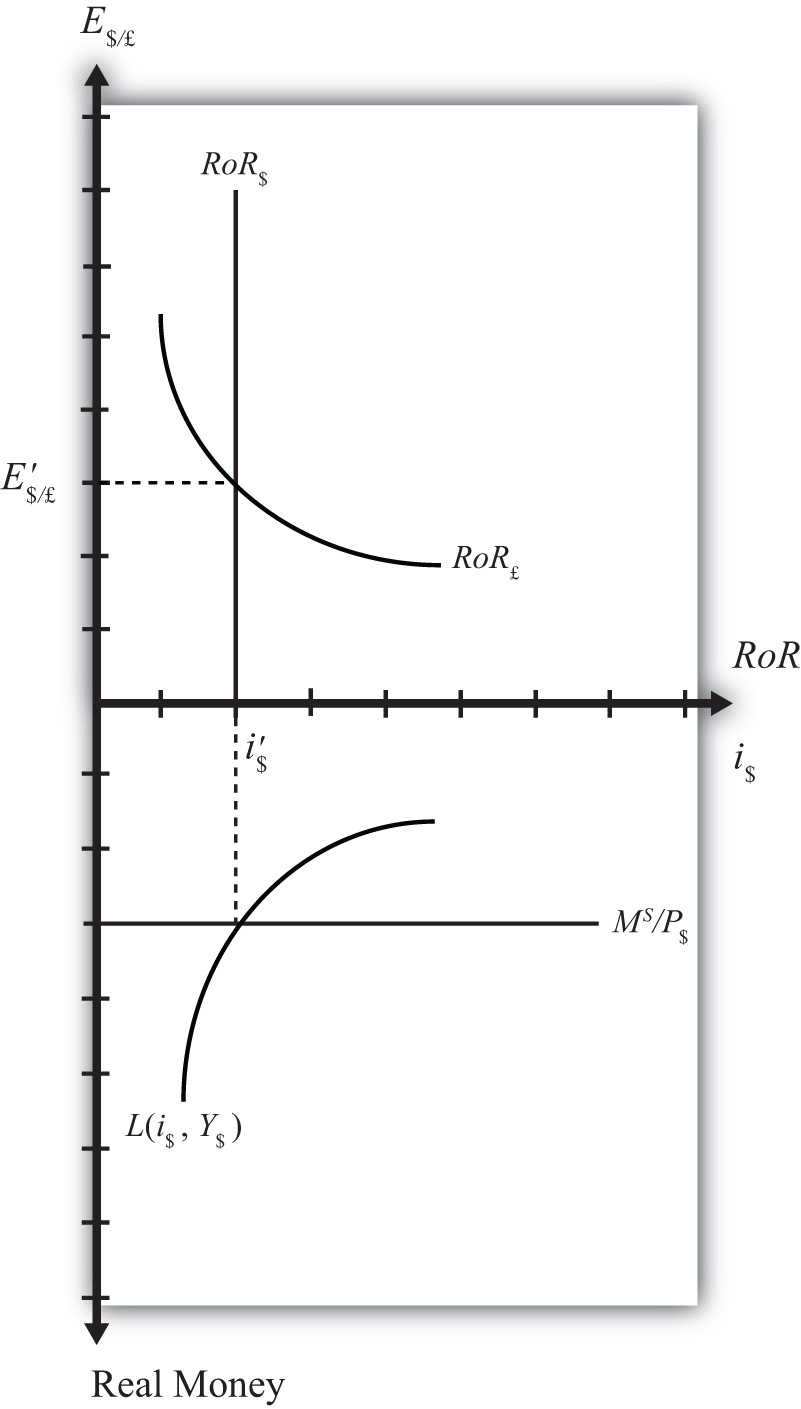 E$/£
RoR$
E'$/£
RoR£
RoR
i'$
i$
Mˢ/P$
L(i$, Y$)
Real Money